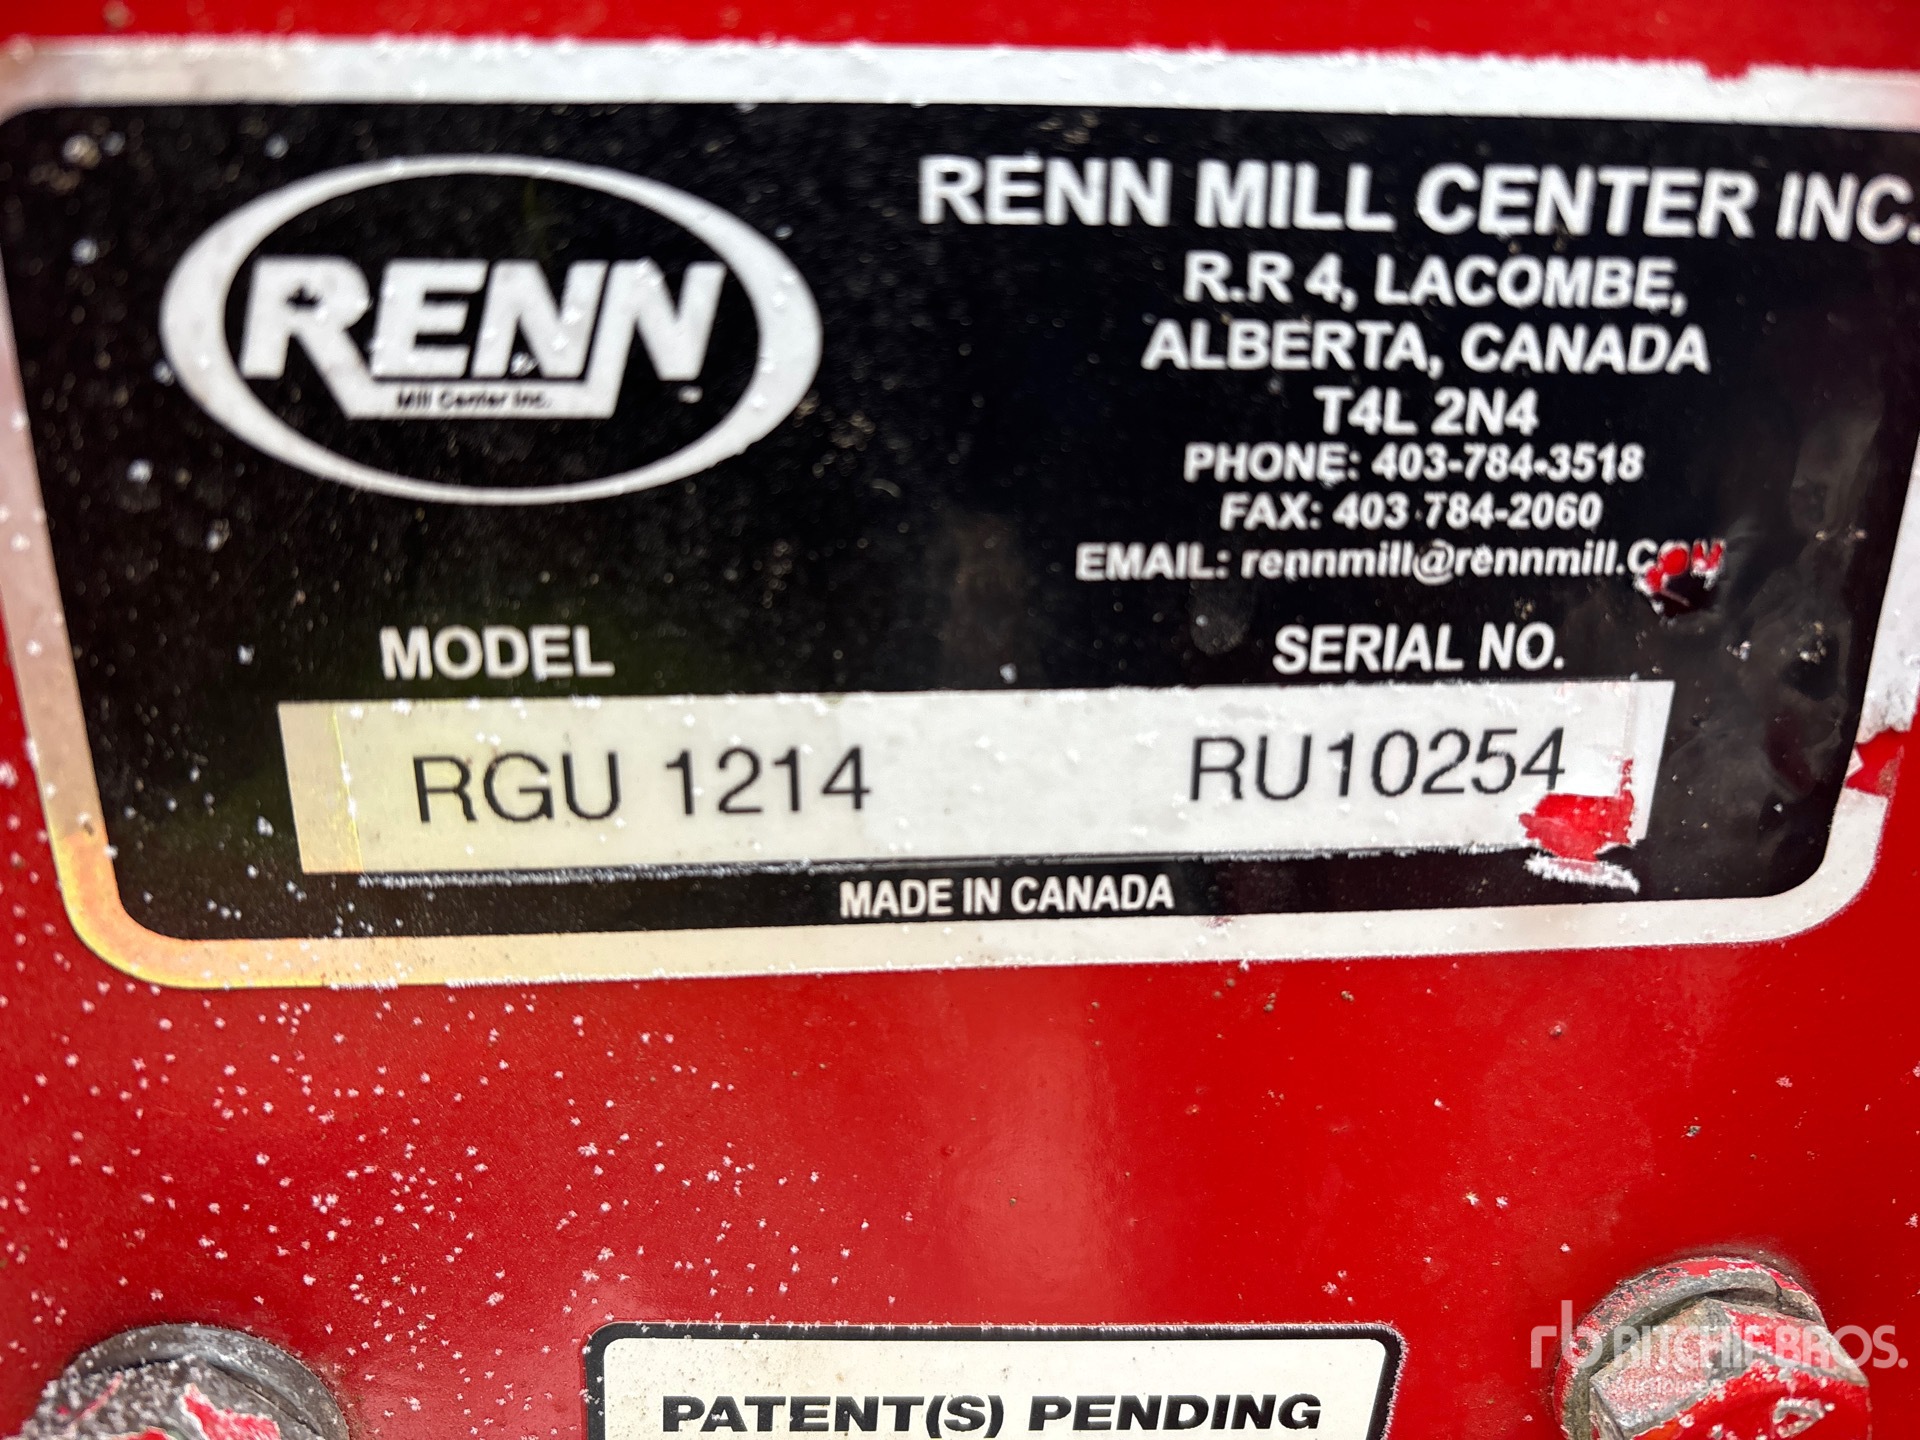 RENN
Mill Center Inc.
RENN MILL CENTER INC.
R.R 4, LACOMBE,
ALBERTA, CANADA
T4L 2N4
PHONE: 403-784-3518
FAX: 403 784-2060
EMAIL: rennmill@rennmill.COM
MODEL SERIAL NO.
RGU 1214 RU10254
MADE IN CANADA
PATENT(S) PENDING
rb RITCHIE BROS.